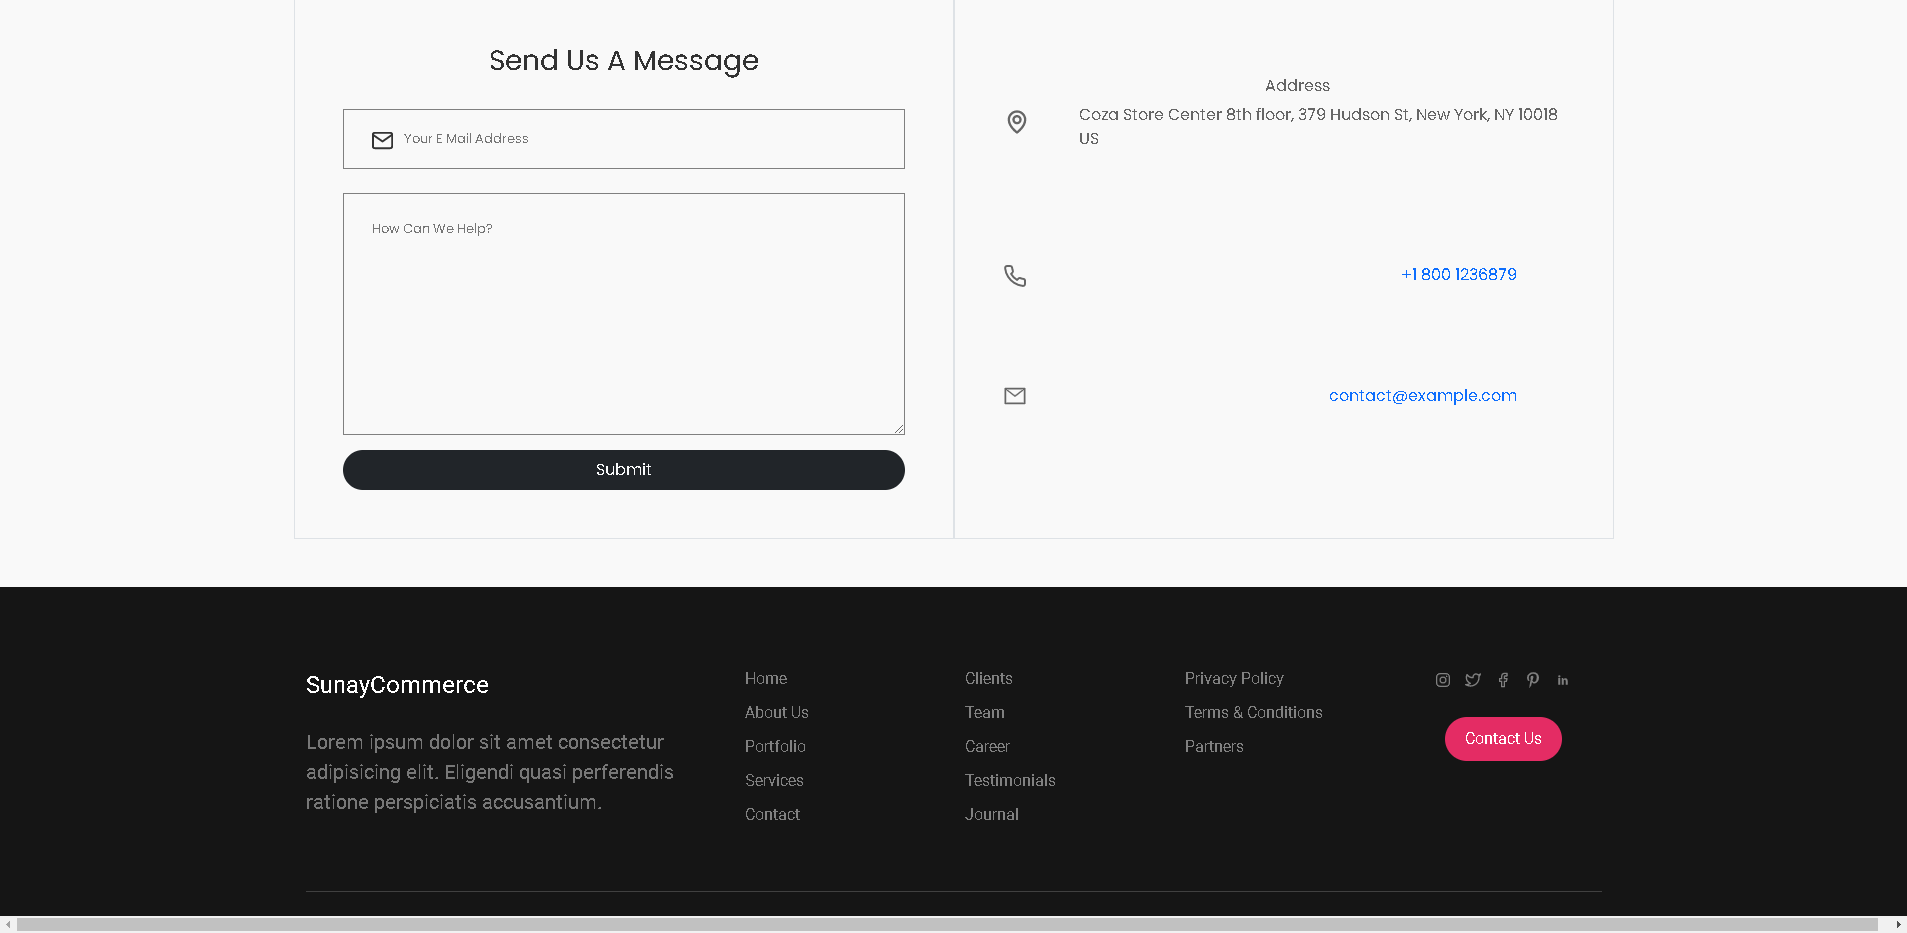 Send Us A Message
Your E Mail Address
How Can We Help?
Submit
Address
Coza Store Center 8th floor, 379 Hudson St, New York, NY 10018
US
+1 800 1236879
contact@example.com
SunayCommerce
Lorem ipsum dolor sit amet consectetur
adipisicing elit. Eligendi quasi perferendis
ratione perspiciatis accusantium.
Home
About Us
Portfolio
Services
Contact
Clients
Team
Career
Testimonials
Journal
Privacy Policy
Terms & Conditions
Partners
Contact Us